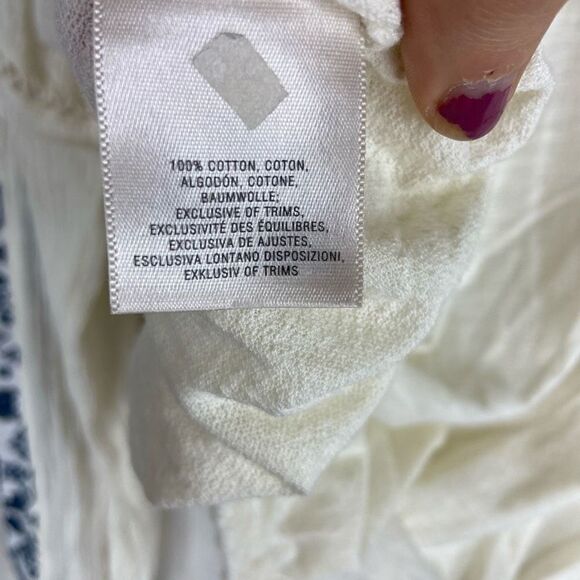 100% COTTON, COTON,
ALGODÓN, COTONE,
BAUMWOLLE;
EXCLUSIVE OF TRIMS,
EXCLUSIVITE DES ÉQUILIBRES,
EXCLUSIVA DE AJUSTES,
ESCLUSIVA LONTANO DISPOSIZIONI,
EXKLUSIV OF TRIMS